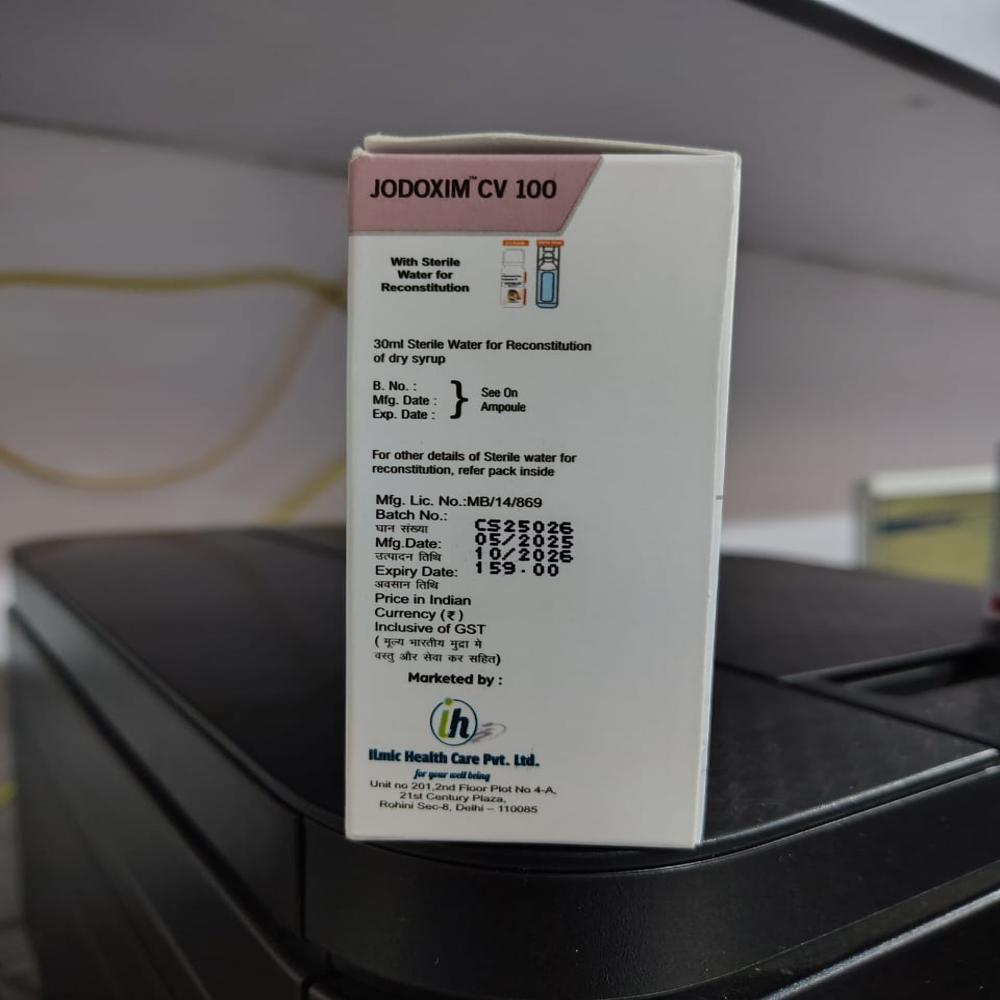 JODOXIM™ CV 100
With Sterile
Water for
Reconstitution
30ml Sterile Water for Reconstitution
of dry syrup
B. No. :
Mfg. Date :
Exp. Date :
} See On
Ampoule
For other details of Sterile water for
reconstitution, refer pack inside
Mfg. Lic. No.:MB/14/869
Batch No.: CS25026
घान संख्या
Mfg.Date: 05/2025
उत्पादन तिथि 10/2026
Expiry Date: 159.00
अवसान तिथि
Price in Indian
Currency (₹)
Inclusive of GST
( मूल्य भारतीय मुद्रा मे
वस्तु और सेवा कर सहित)
Marketed by :
ih
ILmic Health Care Pvt. Ltd.
for your well being
Unit no 201,2nd Floor Plot No 4-A,
21st Century Plaza,
Rohini Sec-8, Delhi – 110085